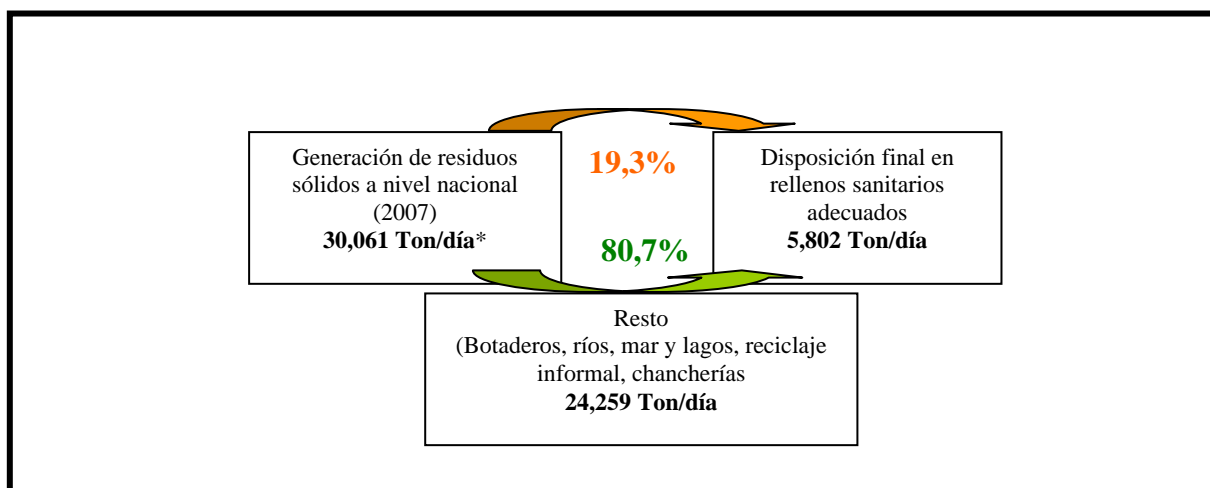 Generación de residuos
sólidos a nivel nacional
(2007)
30,061 Ton/día*
19,3%
80,7%
Disposición final en
rellenos sanitarios
adecuados
5,802 Ton/día
Resto
(Botaderos, ríos, mar y lagos, reciclaje
informal, chancherías
24,259 Ton/día